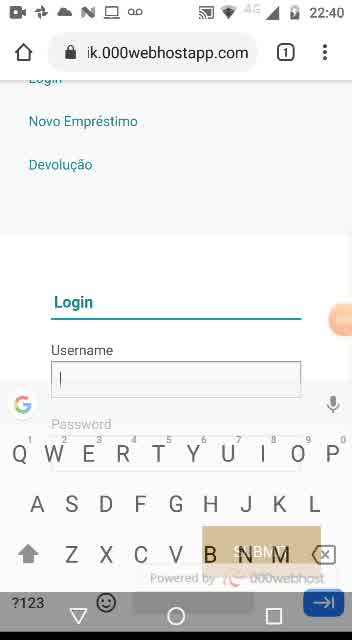 4G 22:40
ik.000webhostapp.com 1
Login
Novo Empréstimo
Devolução
Login
Username
Password
1 2 3 4 5 6 7 8 9 0
Q W E R T Y U I O P
A S D F G H J K L
SUBMIT
Z X C V B N M
Powered by 000webhost
?123